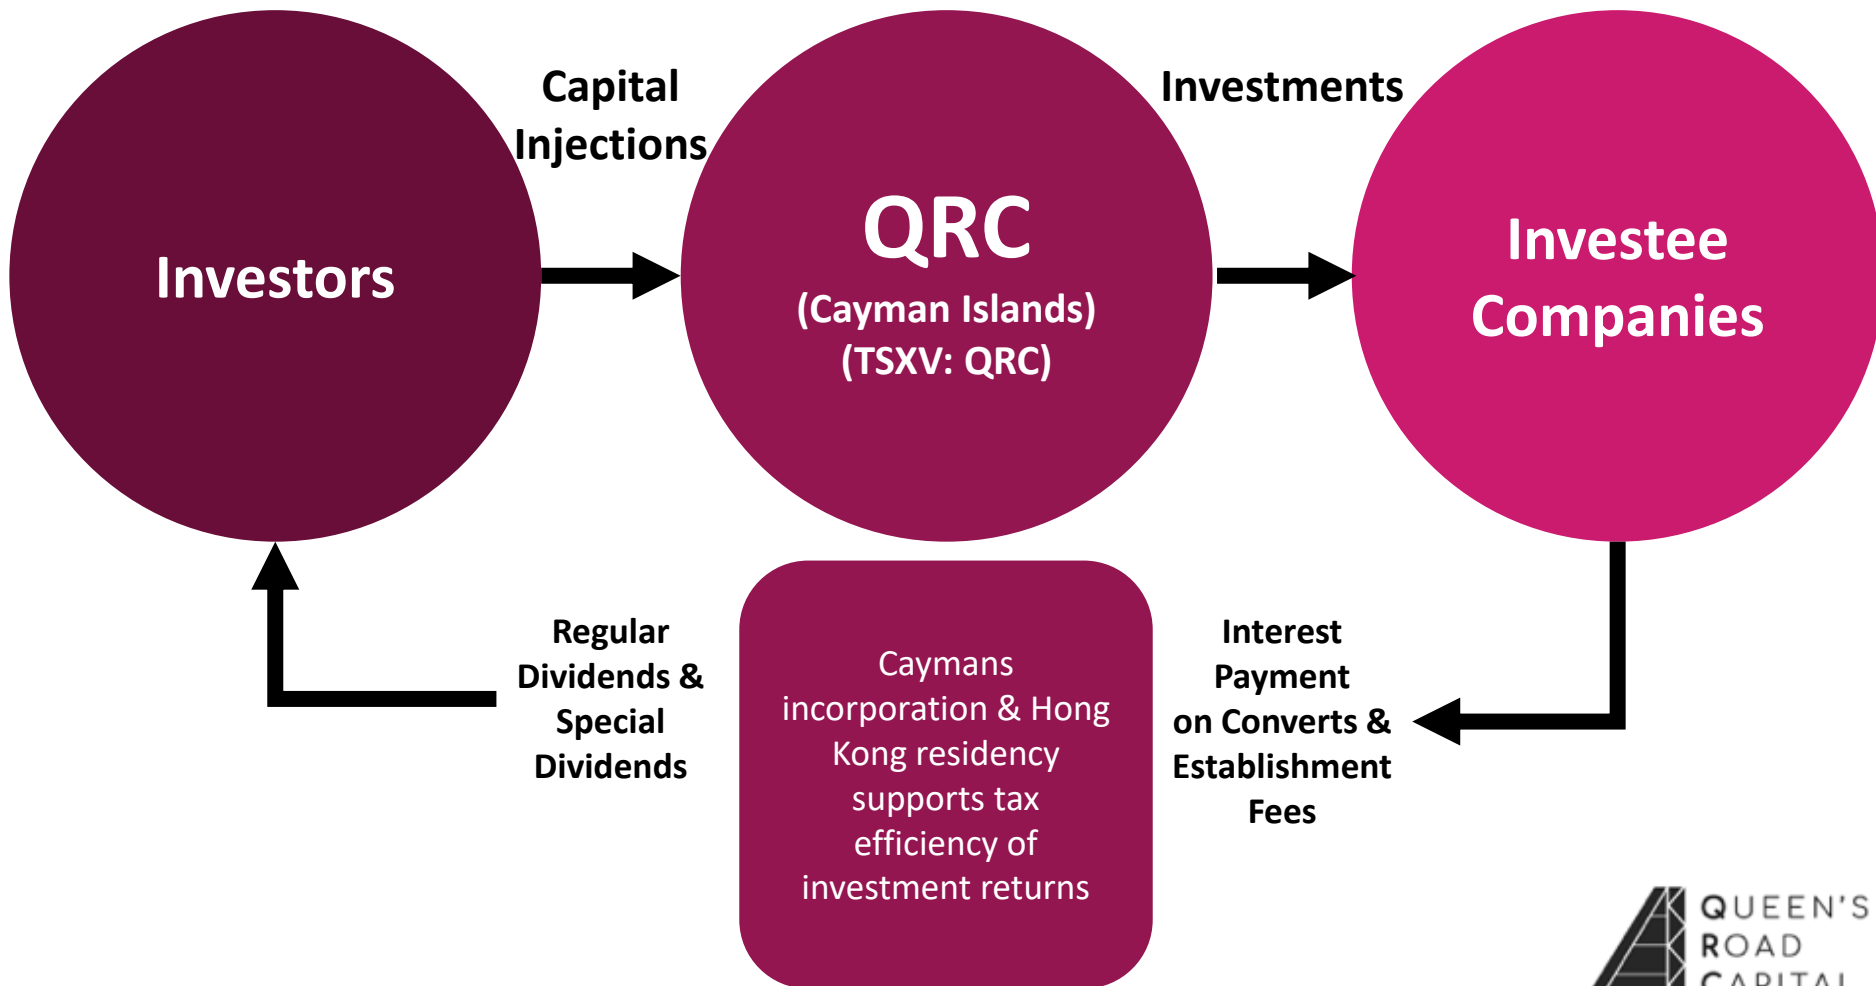 Investors
Capital
Injections
QRC
(Cayman Islands)
(TSXV: QRC)
Investments
Investee
Companies
Regular
Dividends &
Special
Dividends
Caymans
incorporation & Hong
Kong residency
supports tax
efficiency of
investment returns
Interest
Payment
on Converts &
Establishment
Fees
QUEEN'S
ROAD
CAPITAL